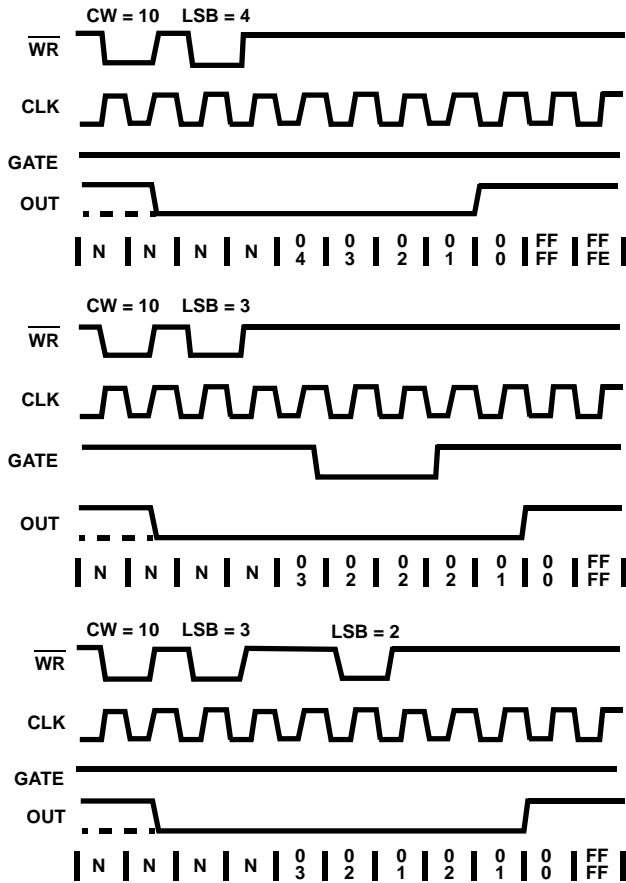 CW = 10 LSB = 4
WR
CLK
GATE
OUT
N N N N 0 4 0 3 0 2 0 1 0 0 FF FF FF FE
CW = 10 LSB = 3
WR
CLK
GATE
OUT
N N N N 0 3 0 2 0 2 0 2 0 1 0 0 FF FF
CW = 10 LSB = 3 LSB = 2
WR
CLK
GATE
OUT
N N N N 0 3 0 2 0 1 0 2 0 1 0 0 FF FF